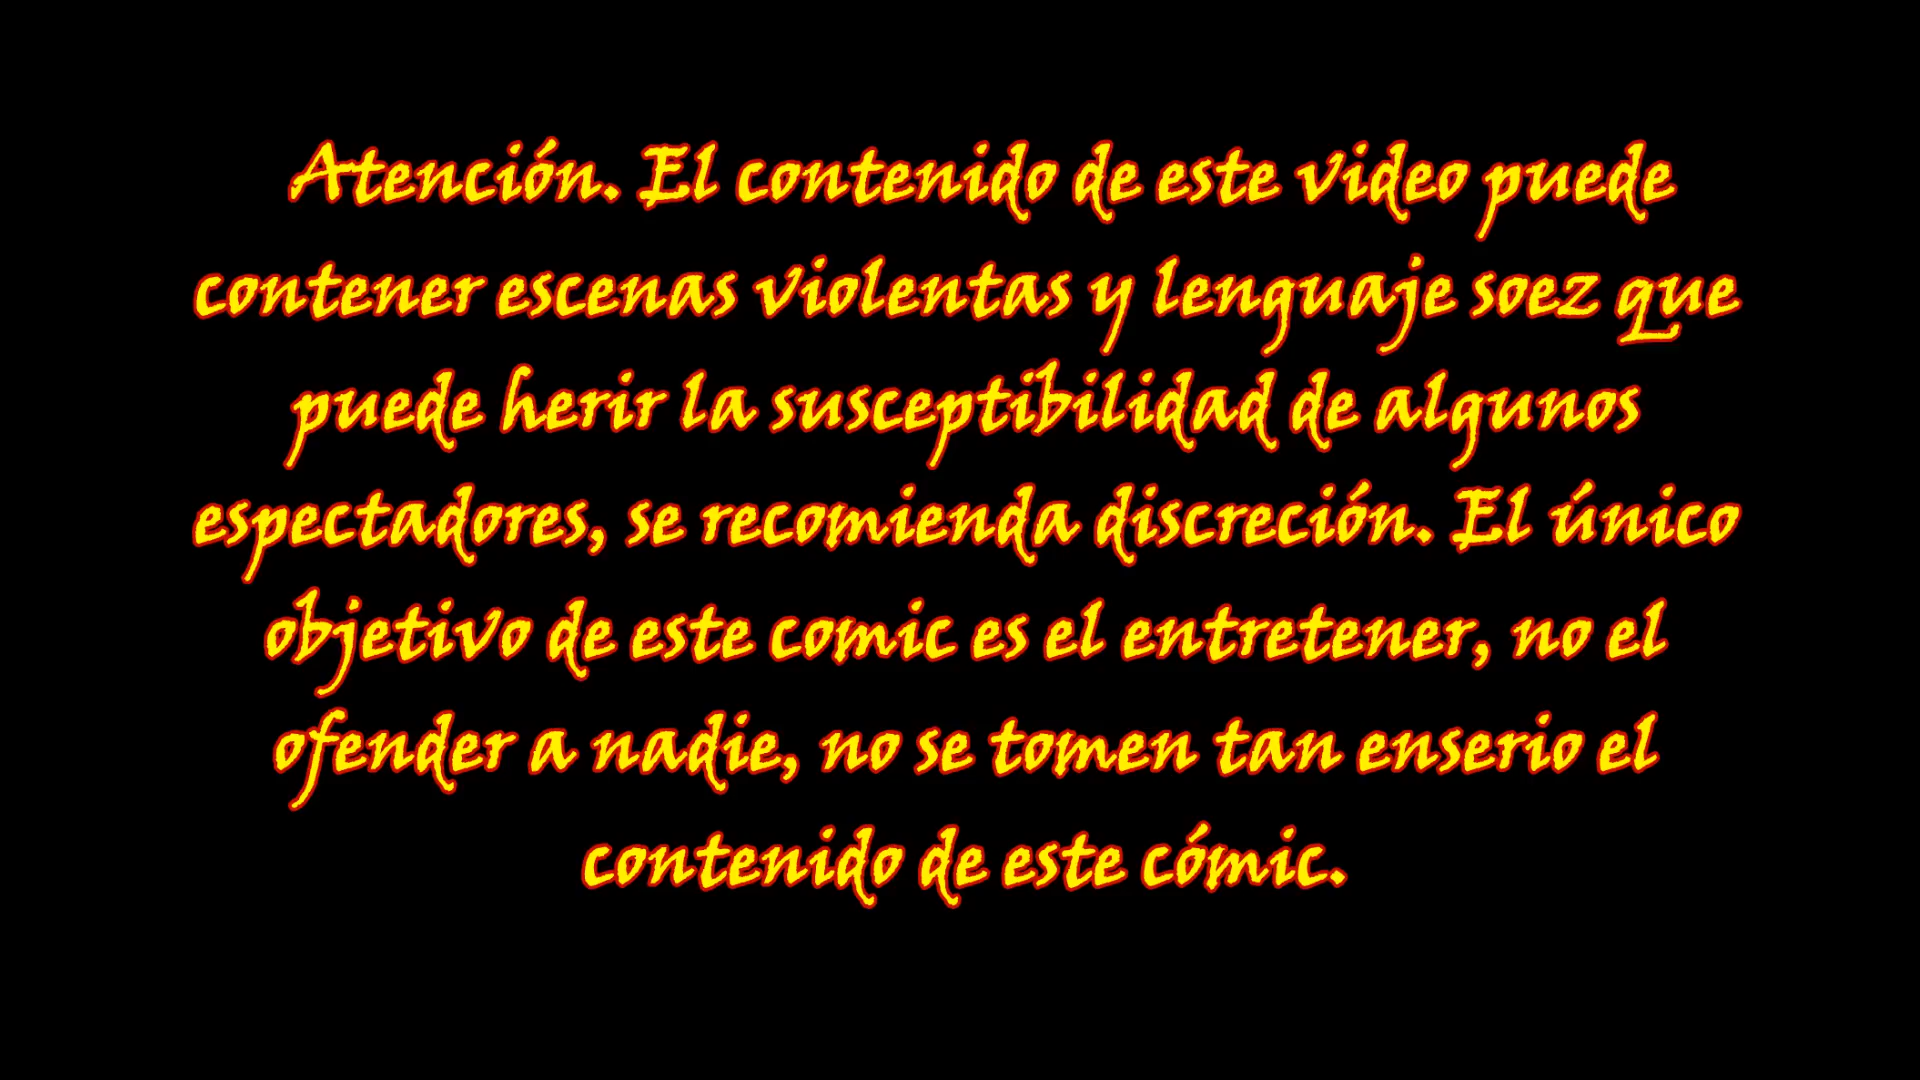 Atención. El contenido de este video puede
contener escenas violentas y lenguaje soez que
puede herir la susceptibilidad de algunos
espectadores, se recomienda discreción. El único
objetivo de este comic es el entretener, no el
ofender a nadie, no se tomen tan enserio el
contenido de este cómic.